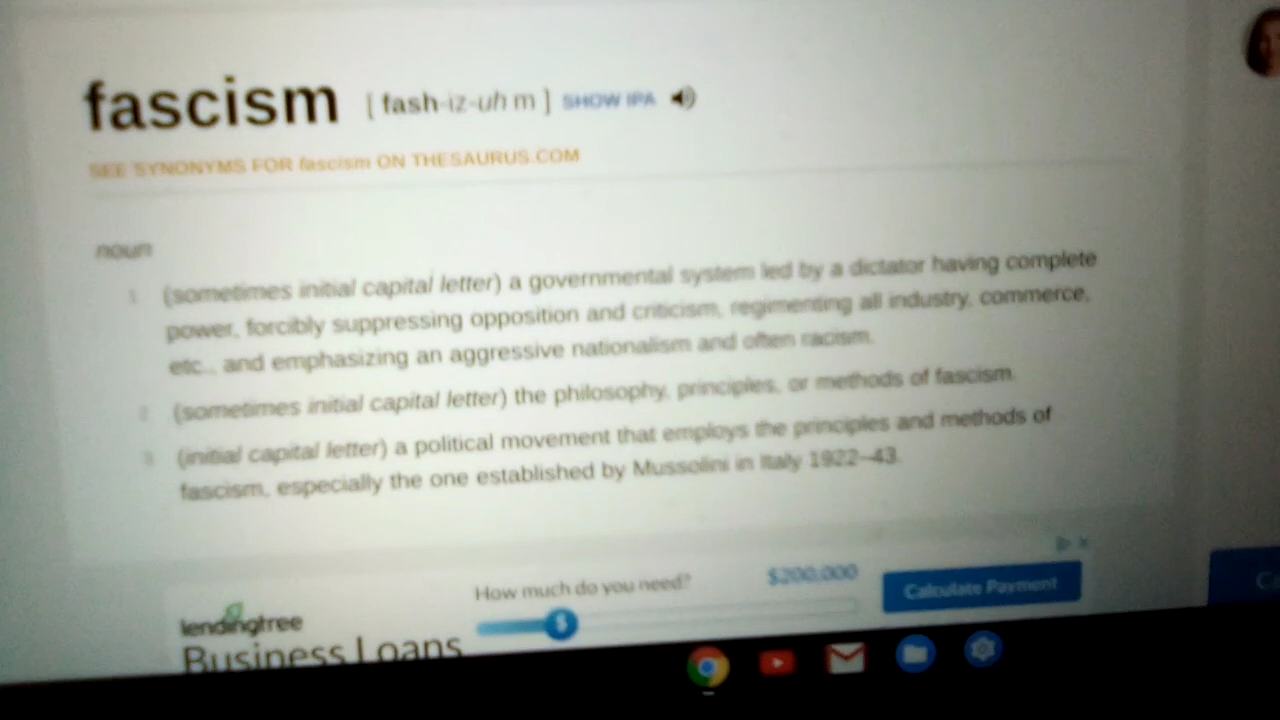 fascism [ fash-iz-uh m ] SHOW IPA
SEE SYNONYMS FOR fascism ON THESAURUS.COM
noun
1 (sometimes initial capital letter) a governmental system led by a dictator having complete
power, forcibly suppressing opposition and criticism, regimenting all industry, commerce,
etc., and emphasizing an aggressive nationalism and often racism.
2 (sometimes initial capital letter) the philosophy, principles, or methods of fascism.
3 (initial capital letter) a political movement that employs the principles and methods of
fascism, especially the one established by Mussolini in Italy 1922–43.
How much do you need? $200,000
Calculate Payment
lendingtree
$
Business Loans